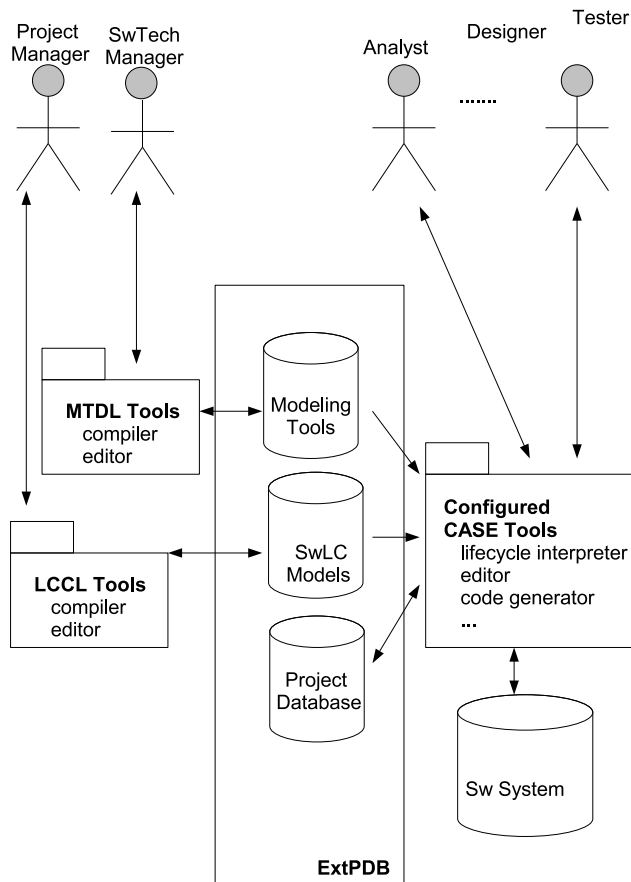 Project
Manager
SwTech
Manager
Analyst
Designer
Tester
.......
MTDL Tools
compiler
editor
Modeling
Tools
LCCL Tools
compiler
editor
SwLC
Models
Project
Database
Configured
CASE Tools
lifecycle interpreter
editor
code generator
...
Sw System
ExtPDB